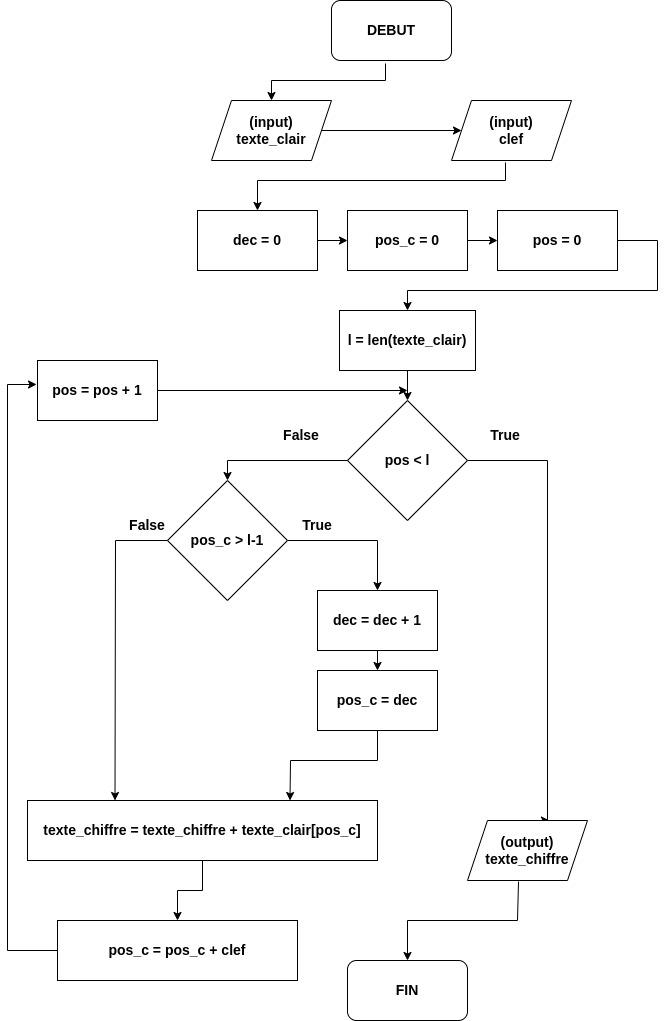 DEBUT
(input)
texte_clair
(input)
clef
dec = 0
pos_c = 0
pos = 0
l = len(texte_clair)
pos = pos + 1
False
True
pos < l
False
True
pos_c > l-1
dec = dec + 1
pos_c = dec
texte_chiffre = texte_chiffre + texte_clair[pos_c]
(output)
texte_chiffre
pos_c = pos_c + clef
FIN